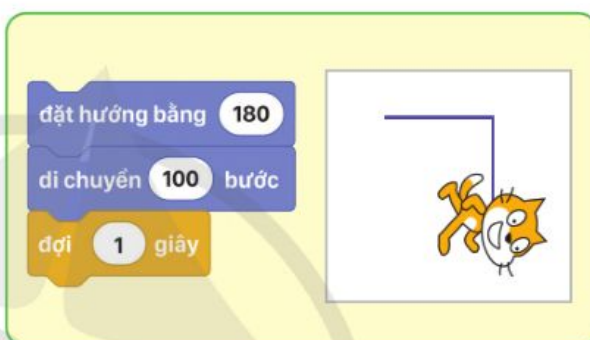 đặt hướng bằng 180
di chuyển 100 bước
đợi 1 giây